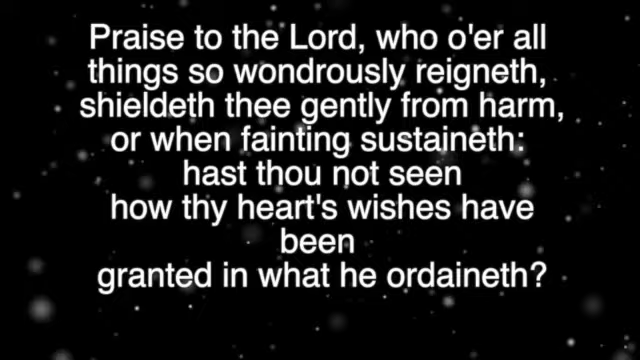 Praise to the Lord, who o'er all
things so wondrously reigneth,
shieldeth thee gently from harm,
or when fainting sustaineth:
hast thou not seen
how thy heart's wishes have
been
granted in what he ordaineth?